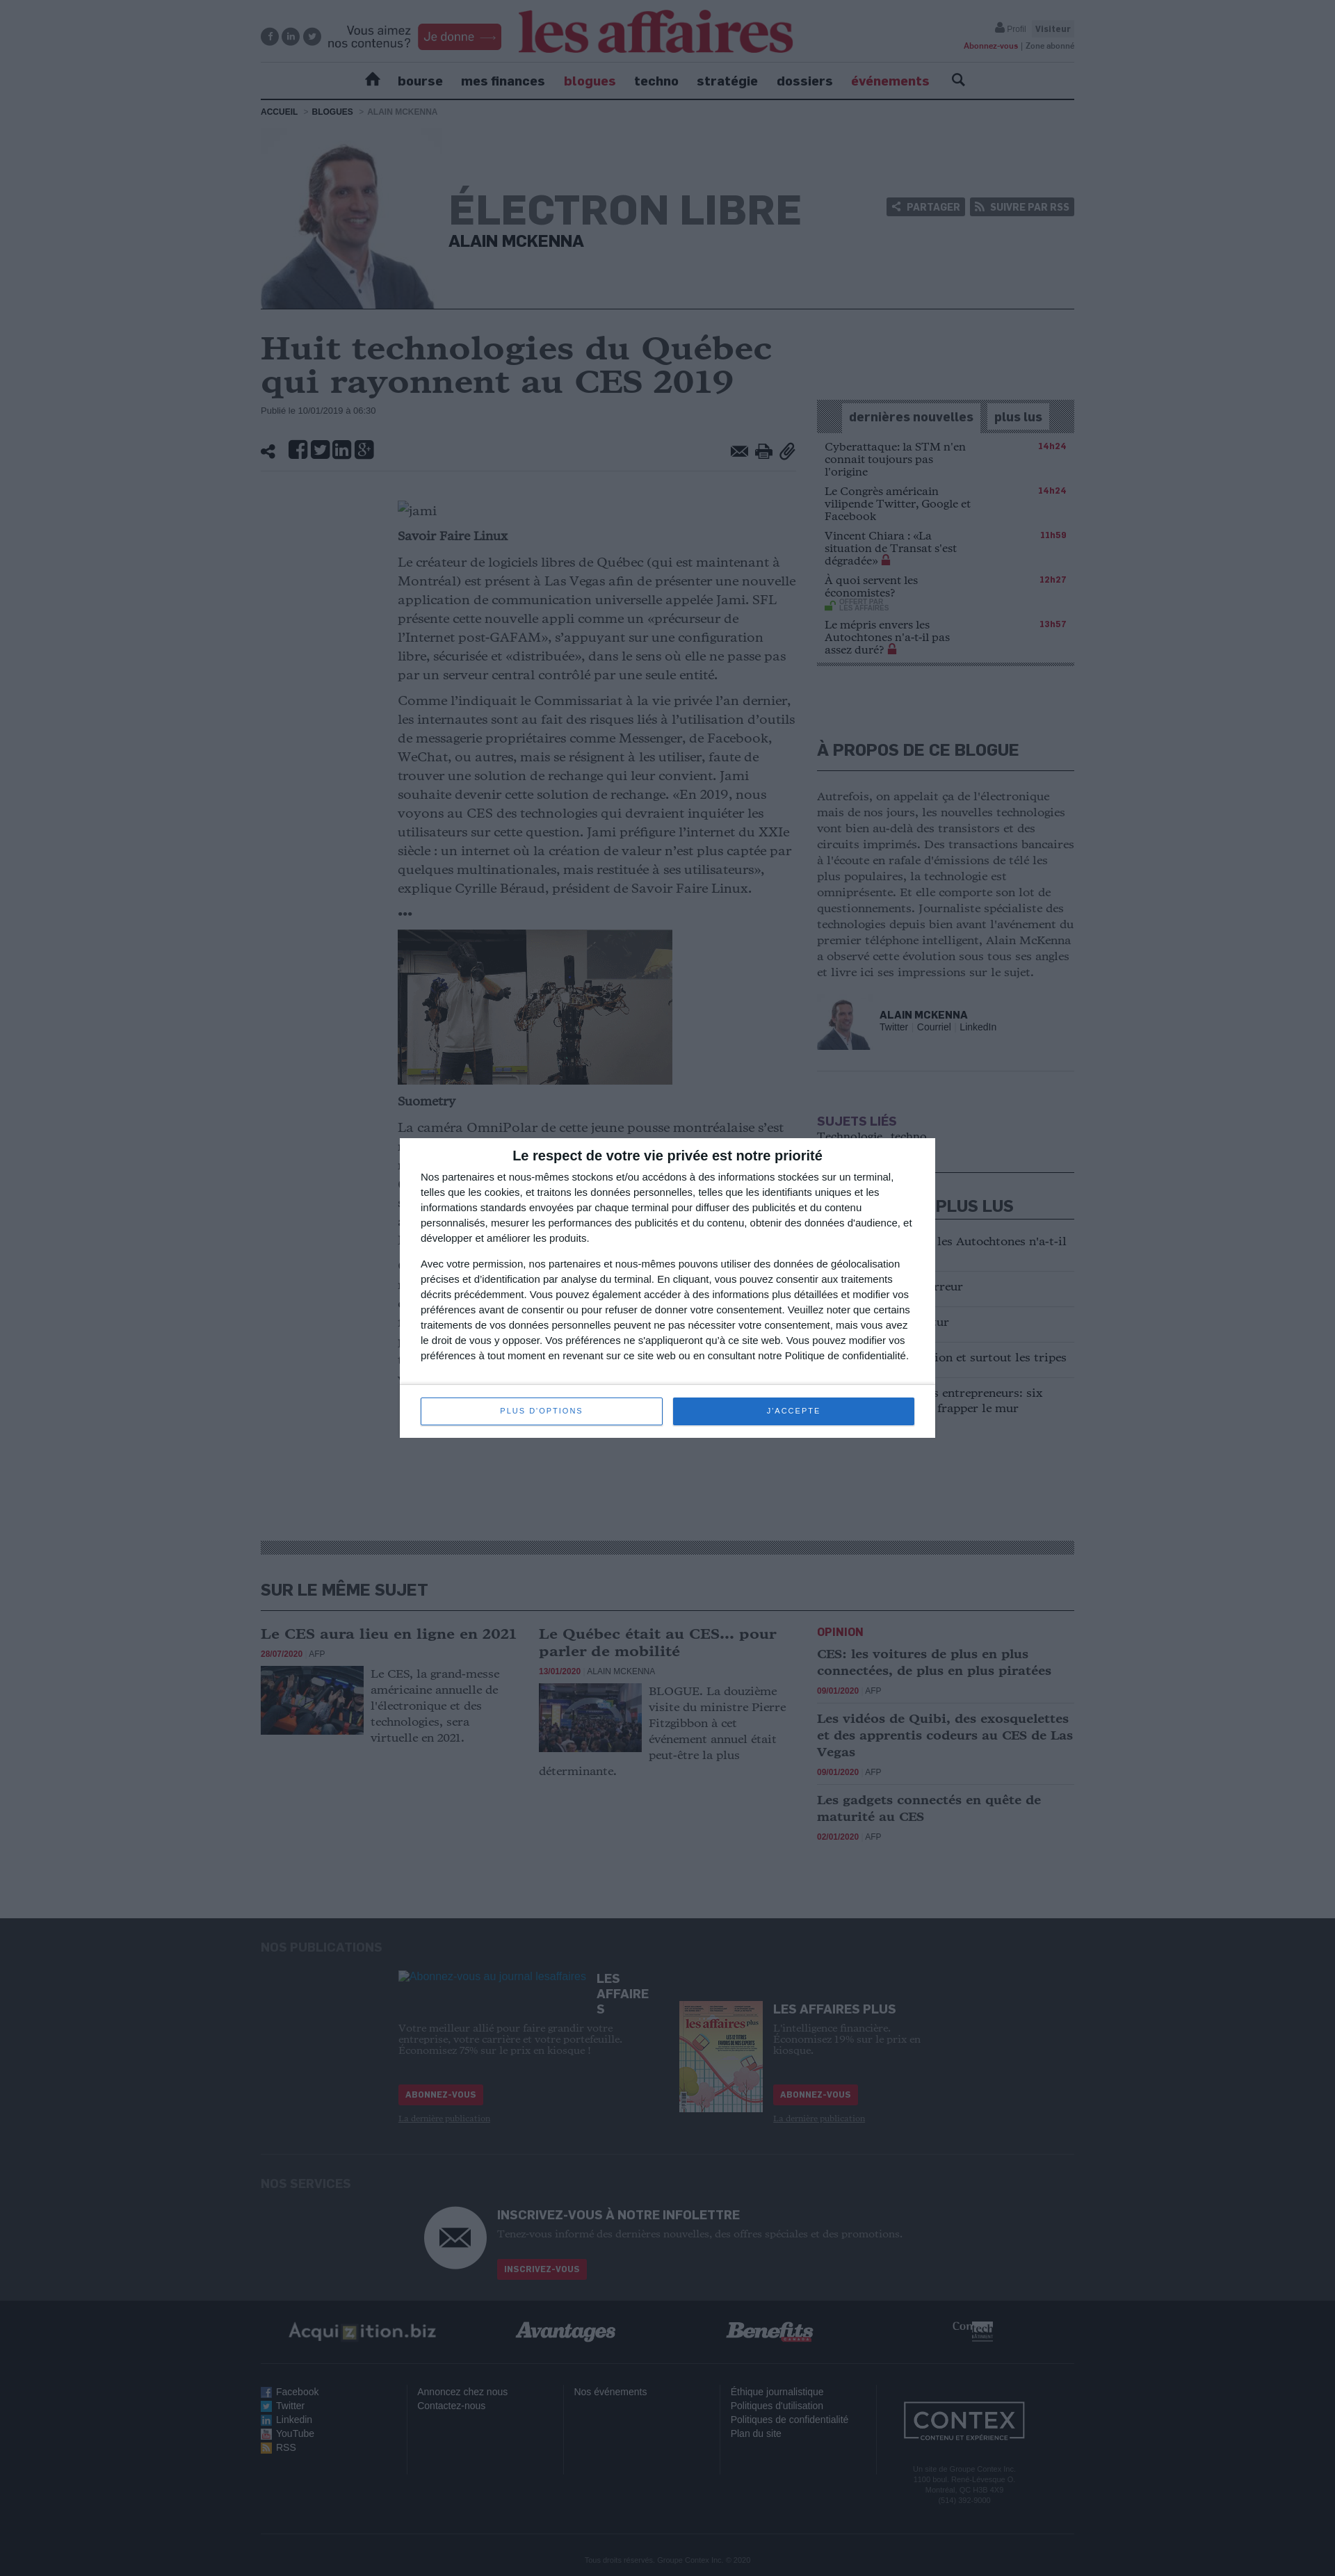 Vous aimez
nos contenus?
Je donne
les affaires
Profil Visiteur
Abonnez-vous | Zone abonné
bourse mes finances blogues techno stratégie dossiers événements
ACCUEIL > BLOGUES > ALAIN MCKENNA
ÉLECTRON LIBRE
ALAIN MCKENNA
PARTAGER SUIVRE PAR RSS
Huit technologies du Québec
qui rayonnent au CES 2019
Publié le 10/01/2019 à 06:30
jami
Savoir Faire Linux
Le créateur de logiciels libres de Québec (qui est maintenant à
Montréal) est présent à Las Vegas afin de présenter une nouvelle
application de communication universelle appelée Jami. SFL
présente cette nouvelle appli comme un «précurseur de
l'Internet post-GAFAM», s'appuyant sur une configuration
libre, sécurisée et «distribuée», dans le sens où elle ne passe pas
par un serveur central contrôlé par une seule entité.
Comme l'indiquait le Commissariat à la vie privée l'an dernier,
les internautes sont au fait des risques liés à l'utilisation d'outils
de messagerie propriétaires comme Messenger, de Facebook,
WeChat, ou autres, mais se résignent à les utiliser, faute de
trouver une solution de rechange qui leur convient. Jami
souhaite devenir cette solution de rechange. «En 2019, nous
voyons au CES des technologies qui devraient inquiéter les
utilisateurs sur cette question. Jami préfigure l'internet du XXIe
siècle : un internet où la création de valeur n'est plus captée par
quelques multinationales, mais restituée à ses utilisateurs»,
explique Cyrille Béraud, président de Savoir Faire Linux.
•••
Suometry
La caméra OmniPolar de cette jeune pousse montréalaise s'est
dernières nouvelles plus lus
Cyberattaque: la STM n'en
connait toujours pas
l'origine
14h24
Le Congrès américain
vilipende Twitter, Google et
Facebook
14h24
Vincent Chiara : «La
situation de Transat s'est
dégradée»
11h59
À quoi servent les
économistes?
12h27
OFFERT PAR
LES AFFAIRES
Le mépris envers les
Autochtones n'a-t-il pas
assez duré?
13h57
À PROPOS DE CE BLOGUE
Autrefois, on appelait ça de l'électronique
mais de nos jours, les nouvelles technologies
vont bien au-delà des transistors et des
circuits imprimés. Des transactions bancaires
à l'écoute en rafale d'émissions de télé les
plus populaires, la technologie est
omniprésente. Et elle comporte son lot de
questionnements. Journaliste spécialiste des
technologies depuis bien avant l'avénement du
premier téléphone intelligent, Alain McKenna
a observé cette évolution sous tous ses angles
et livre ici ses impressions sur le sujet.
ALAIN MCKENNA
Twitter | Courriel | LinkedIn
SUJETS LIÉS
Technologie, techno
PLUS LUS
les Autochtones n'a-t-il
ion et surtout les tripes
s entrepreneurs: six
frapper le mur
Le respect de votre vie privée est notre priorité
Nos partenaires et nous-mêmes stockons et/ou accédons à des informations stockées sur un terminal,
telles que les cookies, et traitons les données personnelles, telles que les identifiants uniques et les
informations standards envoyées par chaque terminal pour diffuser des publicités et du contenu
personnalisés, mesurer les performances des publicités et du contenu, obtenir des données d'audience, et
développer et améliorer les produits.
Avec votre permission, nos partenaires et nous-mêmes pouvons utiliser des données de géolocalisation
précises et d'identification par analyse du terminal. En cliquant, vous pouvez consentir aux traitements
décrits précédemment. Vous pouvez également accéder à des informations plus détaillées et modifier vos
préférences avant de consentir ou pour refuser de donner votre consentement. Veuillez noter que certains
traitements de vos données personnelles peuvent ne pas nécessiter votre consentement, mais vous avez
le droit de vous y opposer. Vos préférences ne s'appliqueront qu'à ce site web. Vous pouvez modifier vos
préférences à tout moment en revenant sur ce site web ou en consultant notre Politique de confidentialité.
PLUS D'OPTIONS J'ACCEPTE
SUR LE MÊME SUJET
Le CES aura lieu en ligne en 2021
28/07/2020 | AFP
Le CES, la grand-messe
américaine annuelle de
l'électronique et des
technologies, sera
virtuelle en 2021.
Le Québec était au CES... pour
parler de mobilité
13/01/2020 | ALAIN MCKENNA
BLOGUE. La douzième
visite du ministre Pierre
Fitzgibbon à cet
événement annuel était
peut-être la plus
déterminante.
OPINION
CES: les voitures de plus en plus
connectées, de plus en plus piratées
09/01/2020 | AFP
Les vidéos de Quibi, des exosquelettes
et des apprentis codeurs au CES de Las
Vegas
09/01/2020 | AFP
Les gadgets connectés en quête de
maturité au CES
02/01/2020 | AFP
NOS PUBLICATIONS
Abonnez-vous au journal lesaffaires
LES
AFFAIRE
S
Votre meilleur allié pour faire grandir votre
entreprise, votre carrière et votre portefeuille.
Économisez 75% sur le prix en kiosque !
ABONNEZ-VOUS
La dernière publication
les affaires plus
LES AFFAIRES PLUS
L'intelligence financière.
Économisez 19% sur le prix en
kiosque.
ABONNEZ-VOUS
La dernière publication
NOS SERVICES
INSCRIVEZ-VOUS À NOTRE INFOLETTRE
Tenez-vous informé des dernières nouvelles, des offres spéciales et des promotions.
INSCRIVEZ-VOUS
Acquizition.biz Avantages Benefits CANADA Contech
Facebook
Twitter
Linkedin
YouTube
RSS
Annoncez chez nous
Contactez-nous
Nos événements
Éthique journalistique
Politiques d'utilisation
Politiques de confidentialité
Plan du site
CONTEX
CONTENU ET EXPÉRIENCE
Un site de Groupe Contex Inc.
1100 boul. René-Lévesque O.
Montréal, QC H3B 4X9
(514) 392-9000
Tous droits réservés. Groupe Contex Inc. © 2020